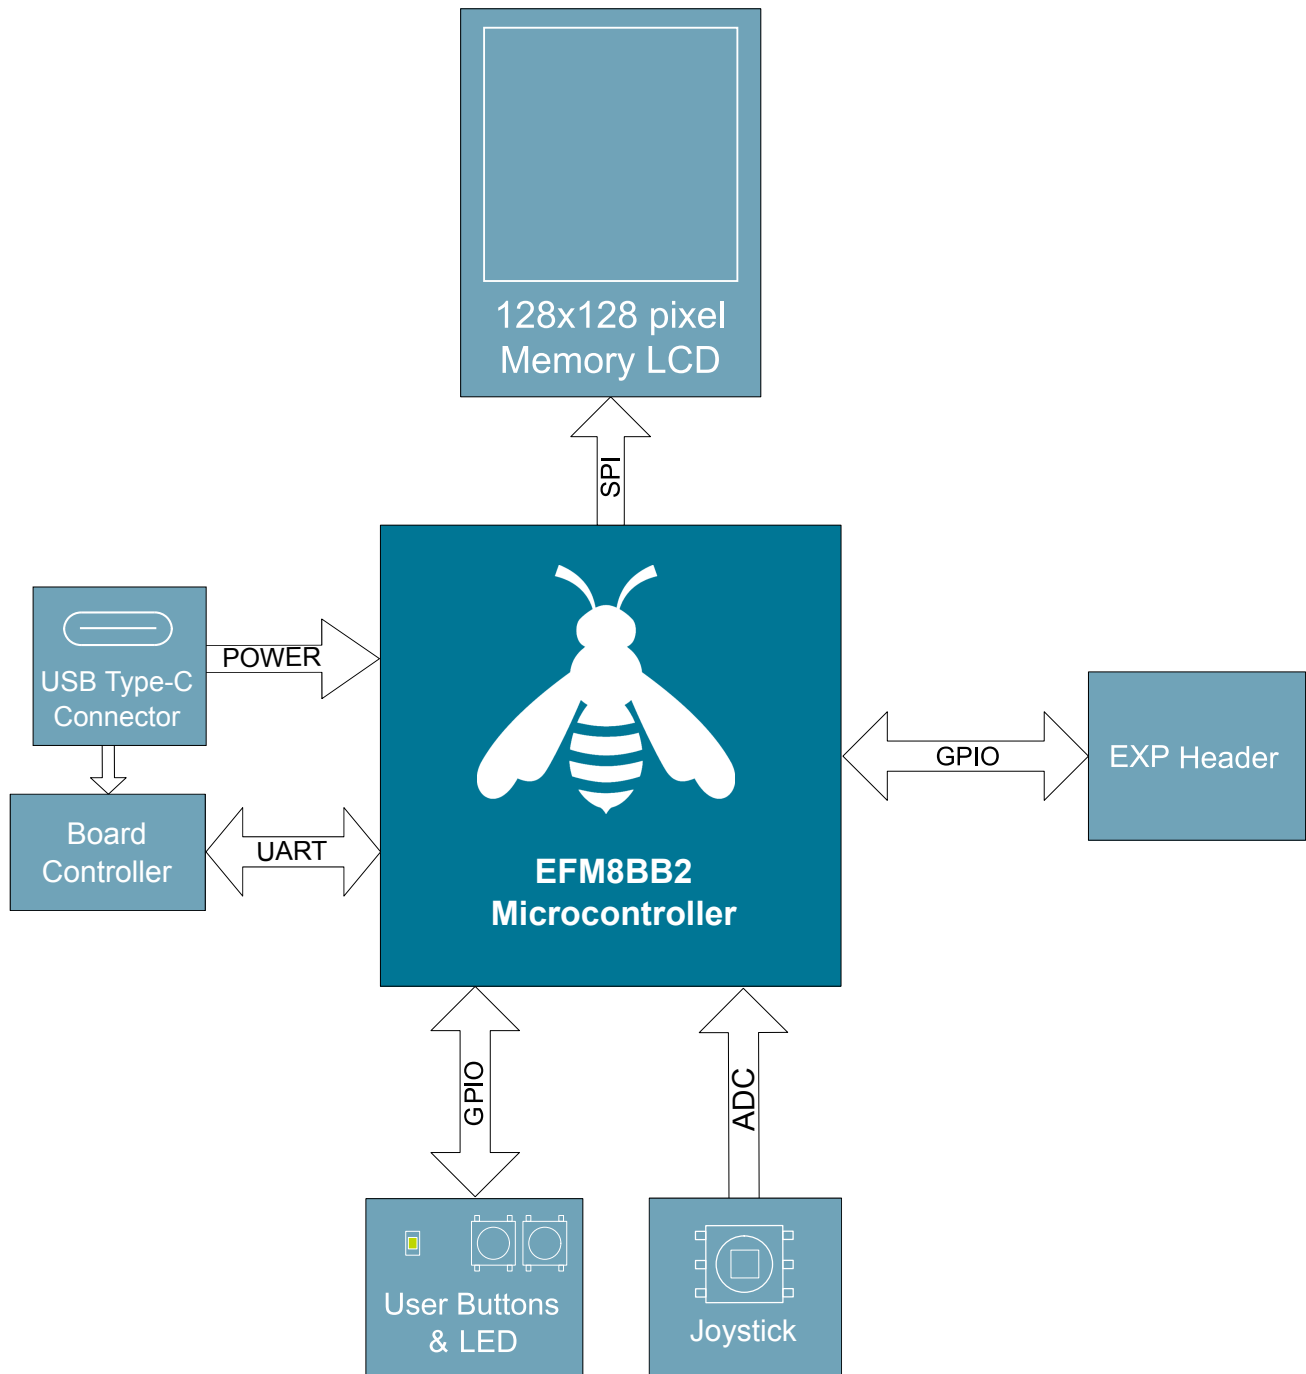 128x128 pixel
Memory LCD
SPI
USB Type-C
Connector
POWER
Board
Controller
UART
EFM8BB2
Microcontroller
GPIO
EXP Header
GPIO
ADC
User Buttons
& LED
Joystick